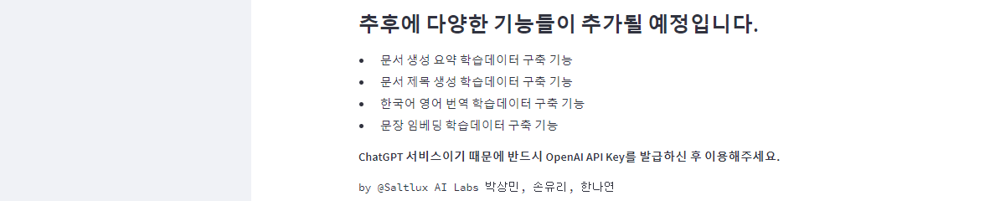 추후에 다양한 기능들이 추가될 예정입니다.
• 문서 생성 요약 학습데이터 구축 기능
• 문서 제목 생성 학습데이터 구축 기능
• 한국어 영어 번역 학습데이터 구축 기능
• 문장 임베딩 학습데이터 구축 기능
ChatGPT 서비스이기 때문에 반드시 OpenAI API Key를 발급하신 후 이용해주세요.
by @Saltlux AI Labs 박상민, 손유리, 한나연